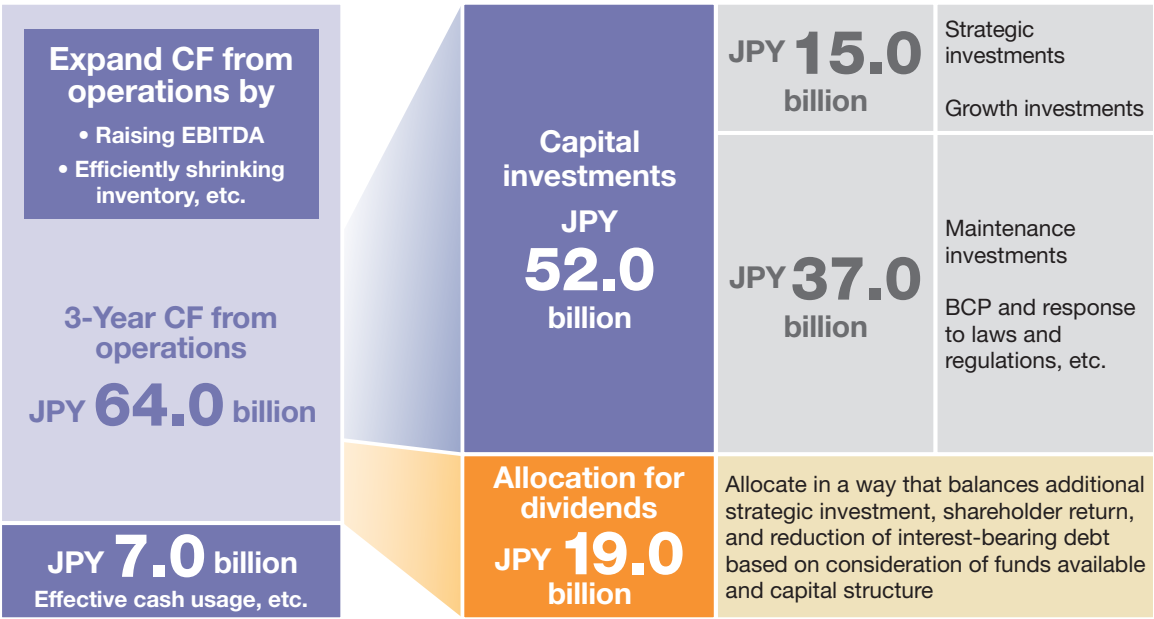 Expand CF from
operations by
• Raising EBITDA
• Efficiently shrinking
inventory, etc.
3-Year CF from
operations
JPY 64.0 billion
JPY 7.0 billion
Effective cash usage, etc.
Capital
investments
JPY
52.0
billion
JPY 15.0
billion
Strategic
investments
Growth investments
JPY 37.0
billion
Maintenance
investments
BCP and response
to laws and
regulations, etc.
Allocation for
dividends
JPY 19.0
billion
Allocate in a way that balances additional
strategic investment, shareholder return,
and reduction of interest-bearing debt
based on consideration of funds available
and capital structure